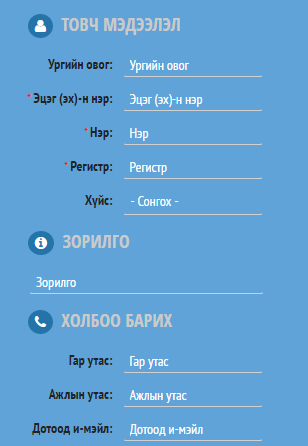 ТОВЧ МЭДЭЭЛЭЛ
Ургийн овог: Ургийн овог
* Эцэг (эх)-н нэр: Эцэг (эх)-н нэр
* Нэр: Нэр
* Регистр: Регистр
Хүйс: - Сонгох -
ЗОРИЛГО
Зорилго
ХОЛБОО БАРИХ
Гар утас: Гар утас
Ажлын утас: Ажлын утас
Дотоод и-мэйл: Дотоод и-мэйл